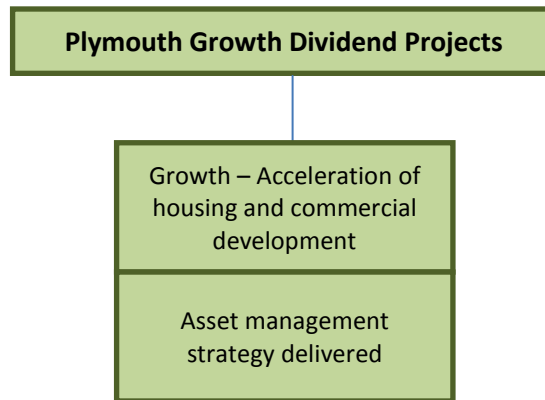 Plymouth Growth Dividend Projects
Growth – Acceleration of
housing and commercial
development
Asset management
strategy delivered